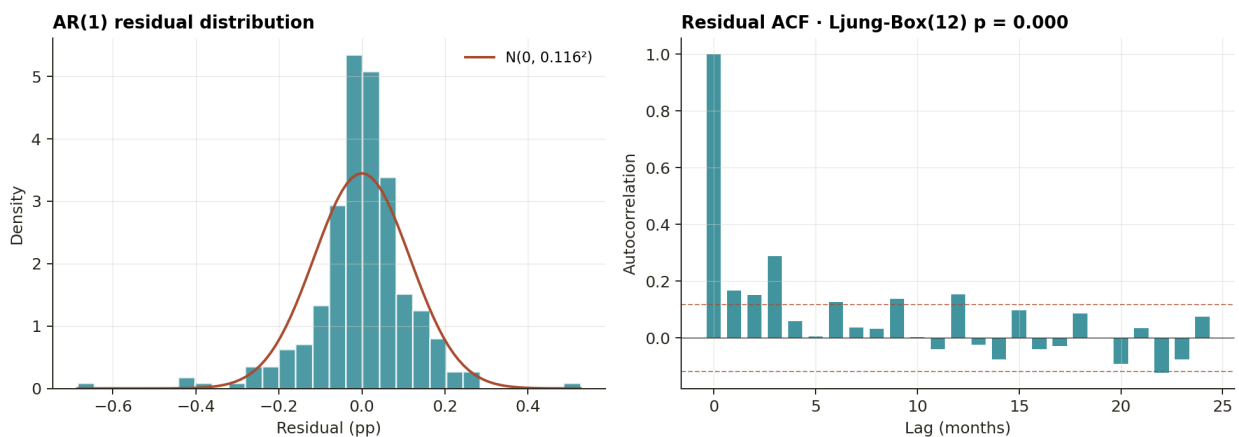 AR(1) residual distribution
N(0, 0.116²)
Density
5
4
3
2
1
0
−0.6 −0.4 −0.2 0.0 0.2 0.4
Residual (pp)
Residual ACF · Ljung-Box(12) p = 0.000
Autocorrelation
1.0
0.8
0.6
0.4
0.2
0.0
0 5 10 15 20 25
Lag (months)